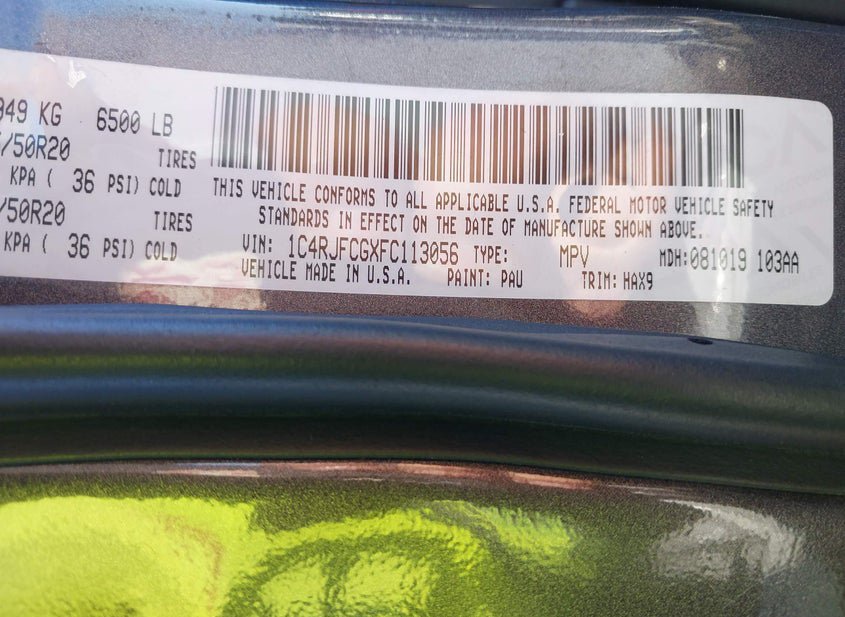 949 KG 6500 LB
/50R20 TIRES
KPA ( 36 PSI) COLD
/50R20 TIRES
KPA ( 36 PSI) COLD
THIS VEHICLE CONFORMS TO ALL APPLICABLE U.S.A. FEDERAL MOTOR VEHICLE SAFETY
STANDARDS IN EFFECT ON THE DATE OF MANUFACTURE SHOWN ABOVE.
VIN: 1C4RJFCGXFC113056 TYPE: MPV MDH:081019 103AA
VEHICLE MADE IN U.S.A. PAINT: PAU TRIM: HAX9